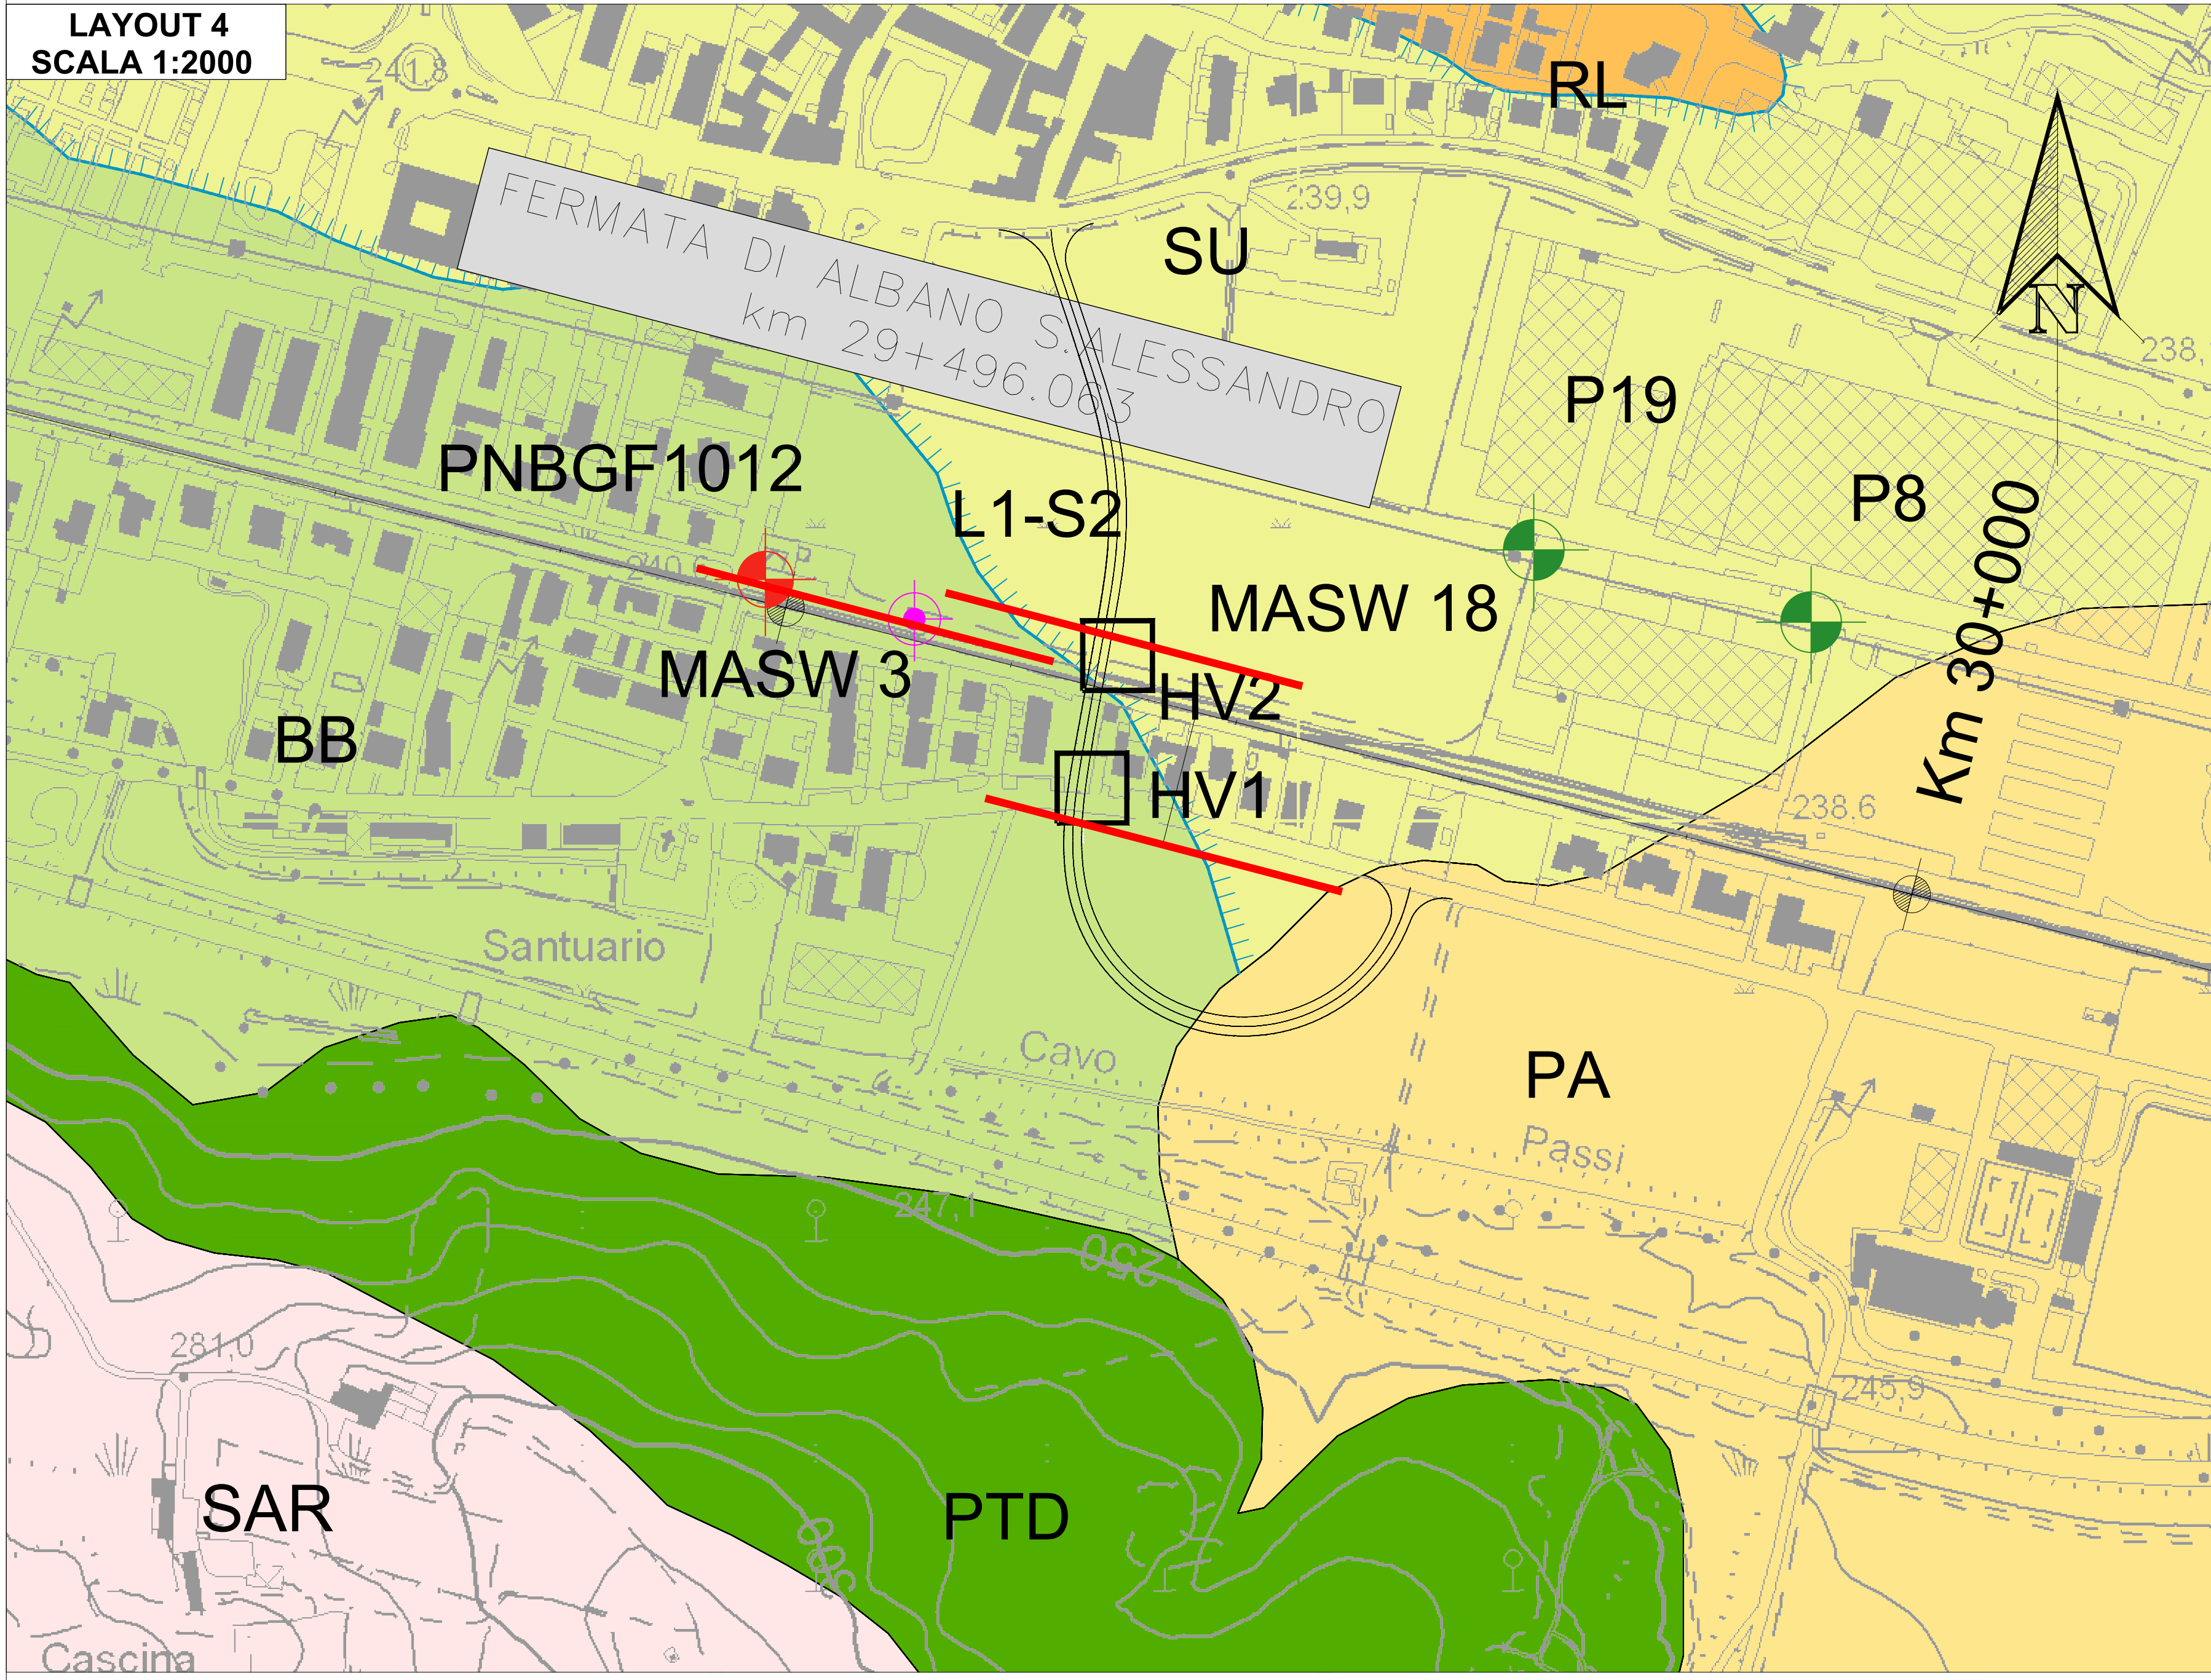 LAYOUT 4
SCALA 1:2000
241,8
RL
239,9
SU
FERMATA DI ALBANO S.ALESSANDRO
km 29+496.063
N
238,
P19
PNBGF1012
P8
L1-S2
Km 30+000
MASW 18
MASW 3
HV2
BB
HV1
238.6
Santuario
Cavo
PA
Passi
247,1
250
281,0
245,9
SAR
PTD
300
Cascina